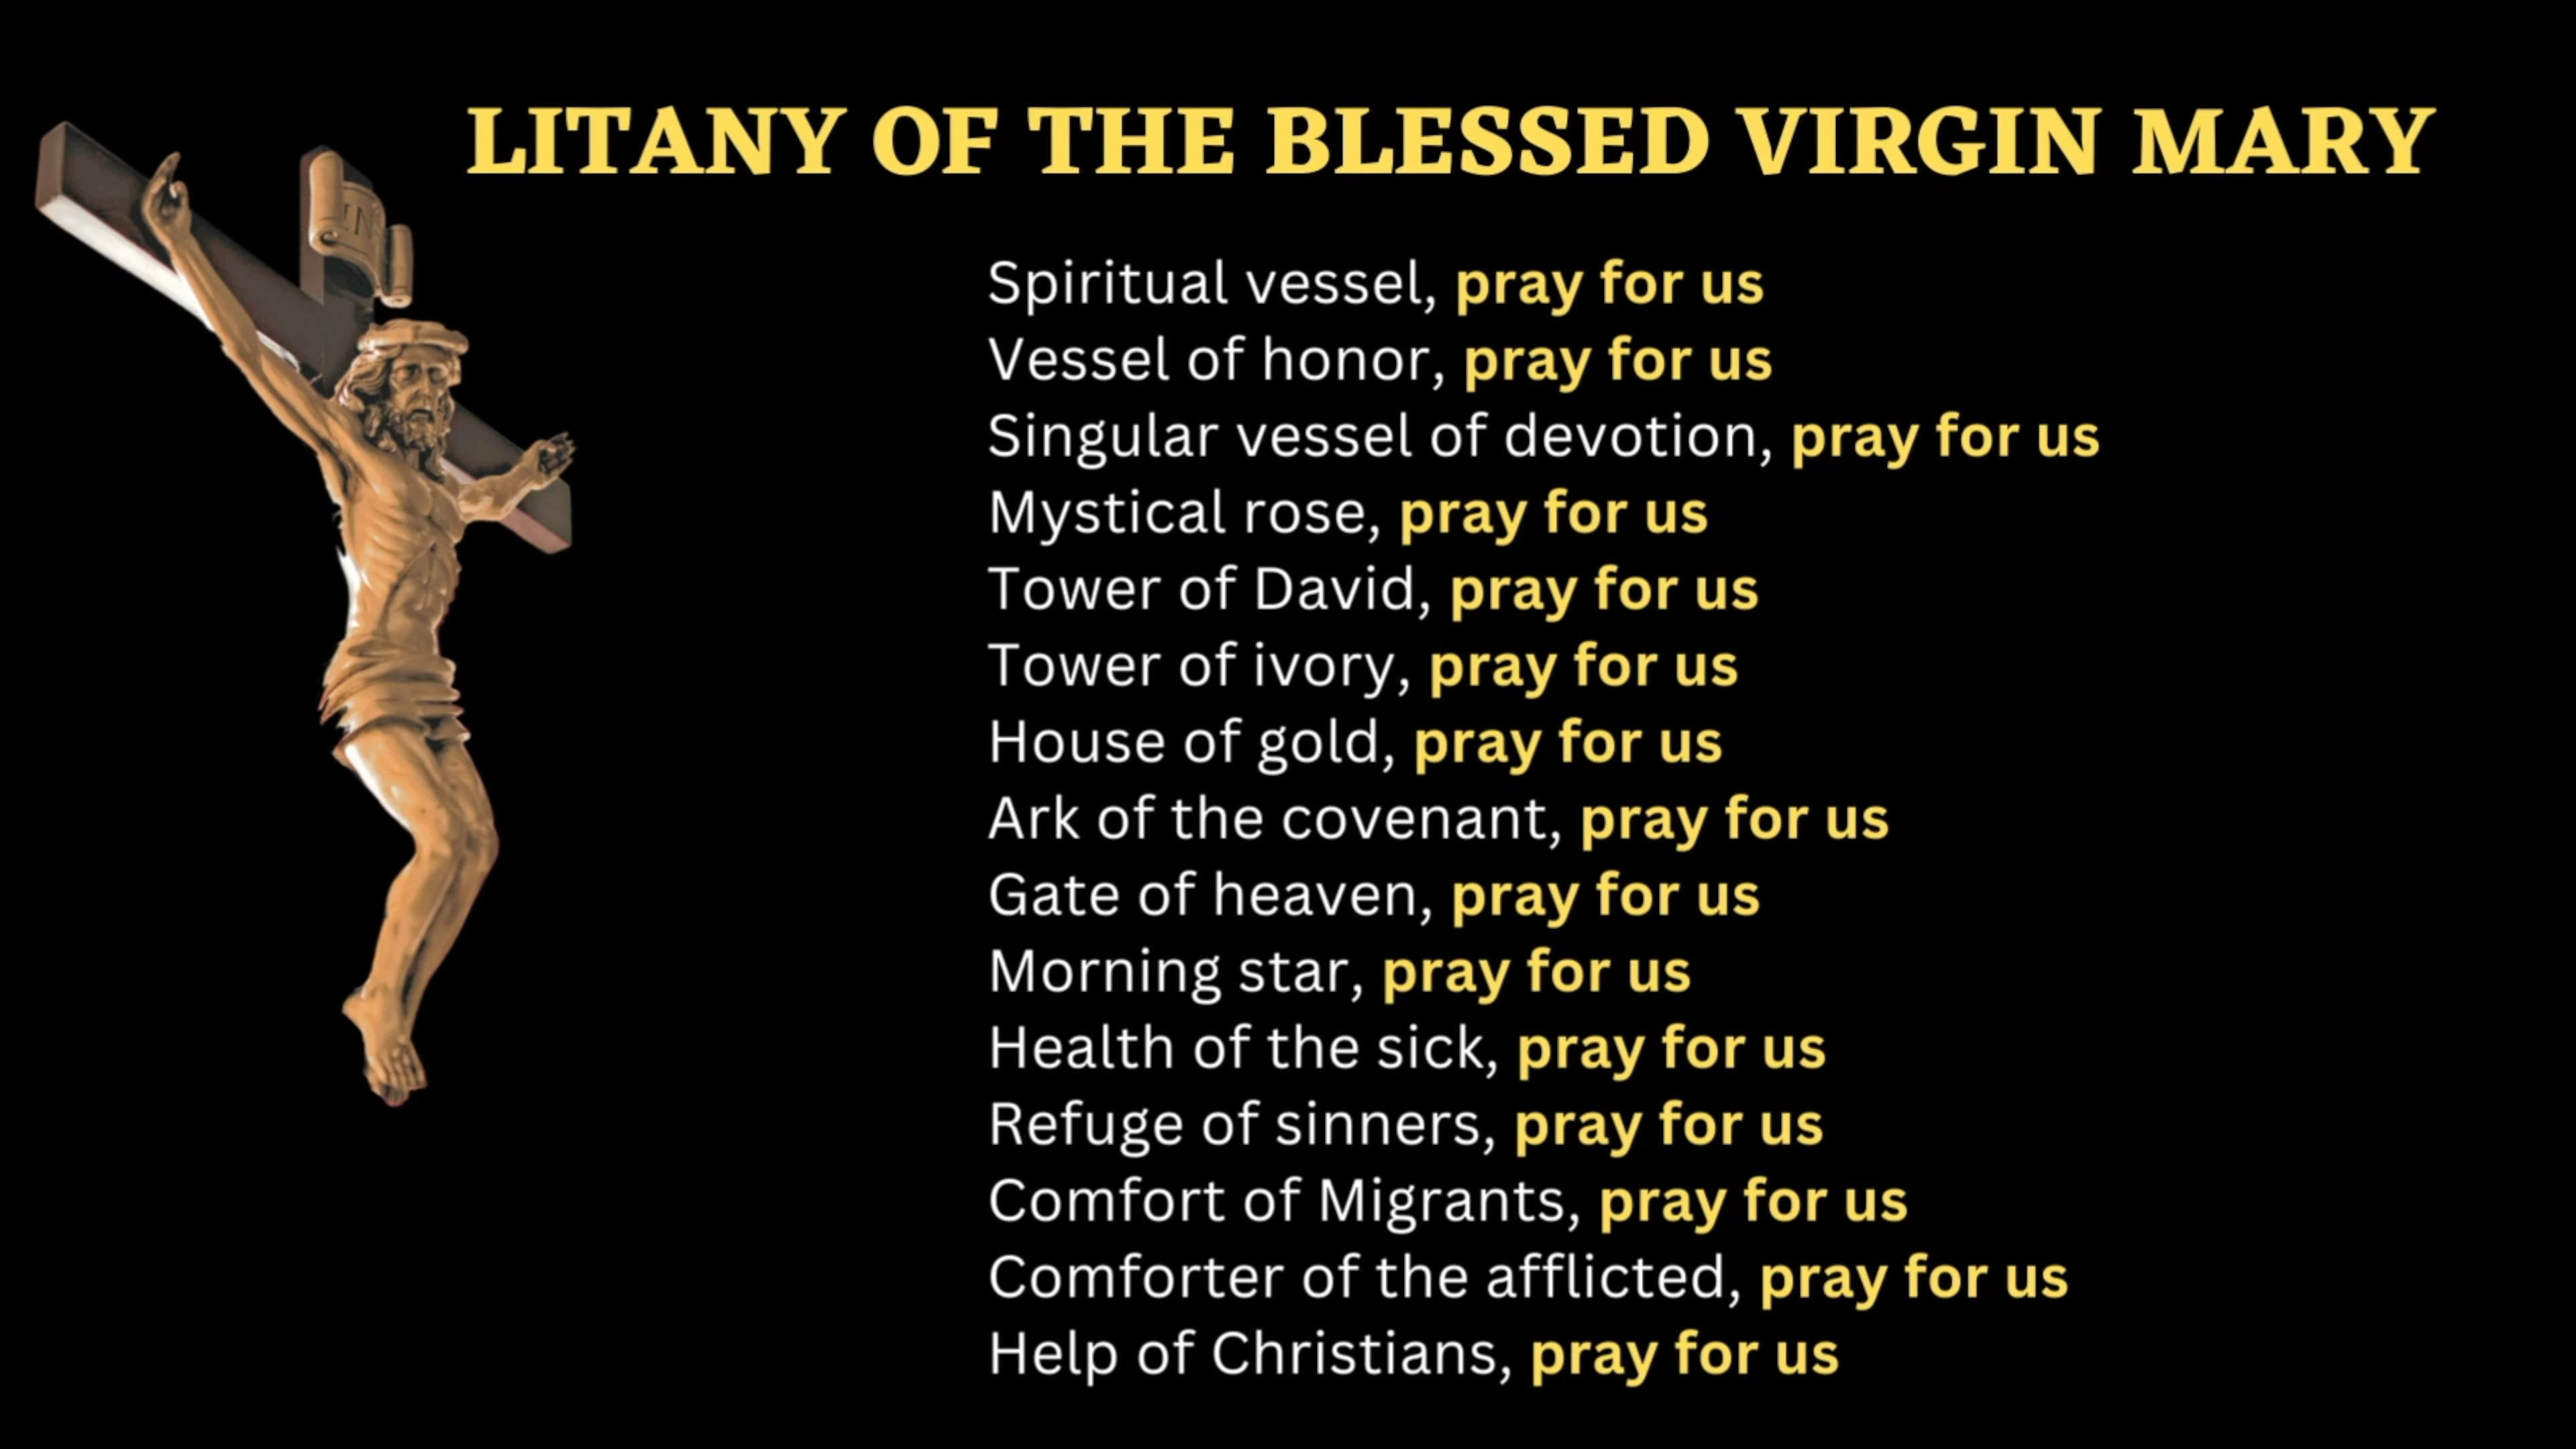 LITANY OF THE BLESSED VIRGIN MARY
Spiritual vessel, pray for us
Vessel of honor, pray for us
Singular vessel of devotion, pray for us
Mystical rose, pray for us
Tower of David, pray for us
Tower of ivory, pray for us
House of gold, pray for us
Ark of the covenant, pray for us
Gate of heaven, pray for us
Morning star, pray for us
Health of the sick, pray for us
Refuge of sinners, pray for us
Comfort of Migrants, pray for us
Comforter of the afflicted, pray for us
Help of Christians, pray for us